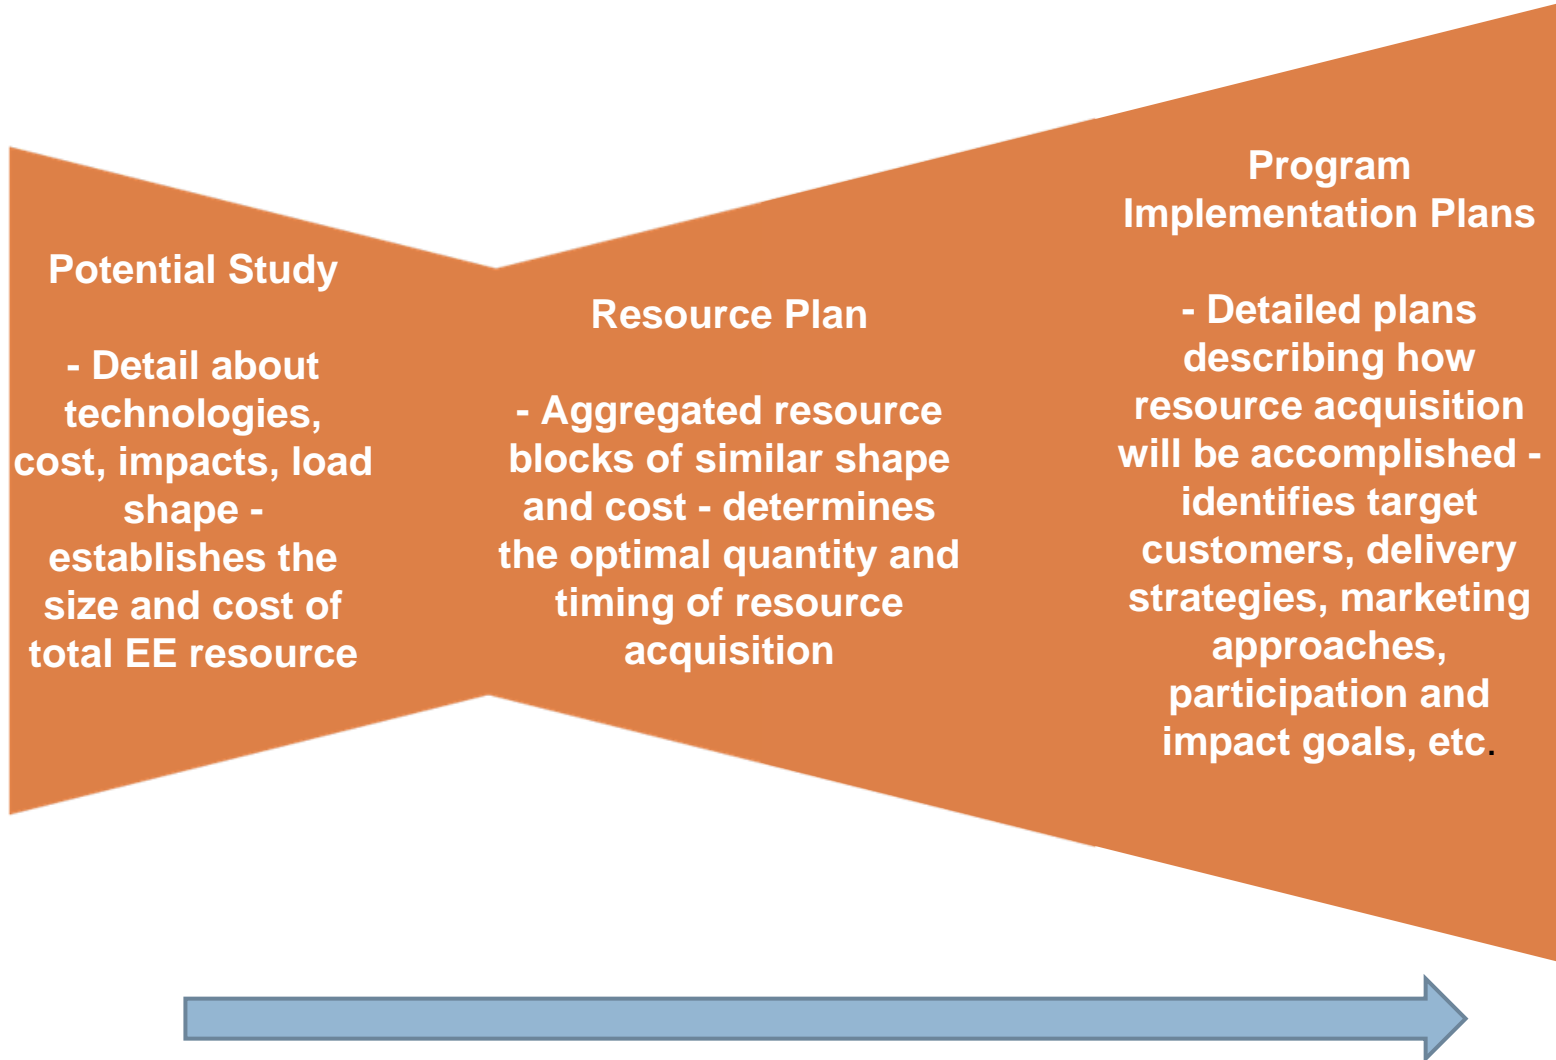 Potential Study
- Detail about
technologies,
cost, impacts, load
shape -
establishes the
size and cost of
total EE resource
Resource Plan
- Aggregated resource
blocks of similar shape
and cost - determines
the optimal quantity and
timing of resource
acquisition
Program
Implementation Plans
- Detailed plans
describing how
resource acquisition
will be accomplished -
identifies target
customers, delivery
strategies, marketing
approaches,
participation and
impact goals, etc.